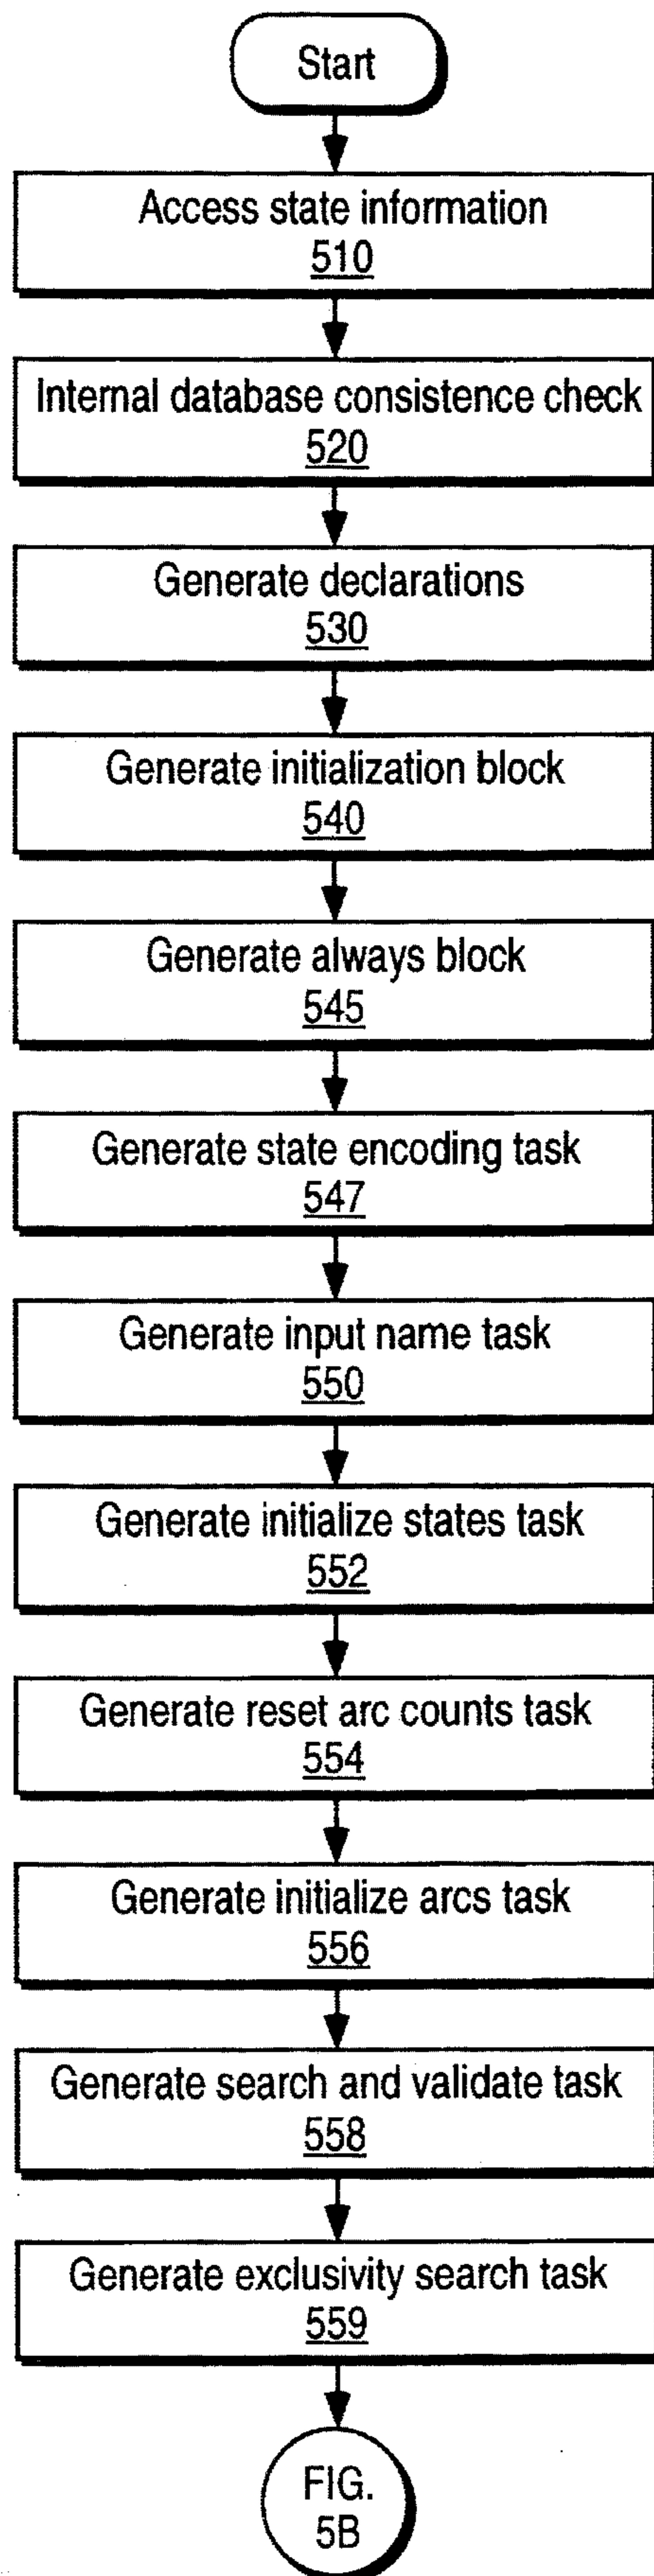 Start
Access state information
510
Internal database consistence check
520
Generate declarations
530
Generate initialization block
540
Generate always block
545
Generate state encoding task
547
Generate input name task
550
Generate initialize states task
552
Generate reset arc counts task
554
Generate initialize arcs task
556
Generate search and validate task
558
Generate exclusivity search task
559
FIG.
5B